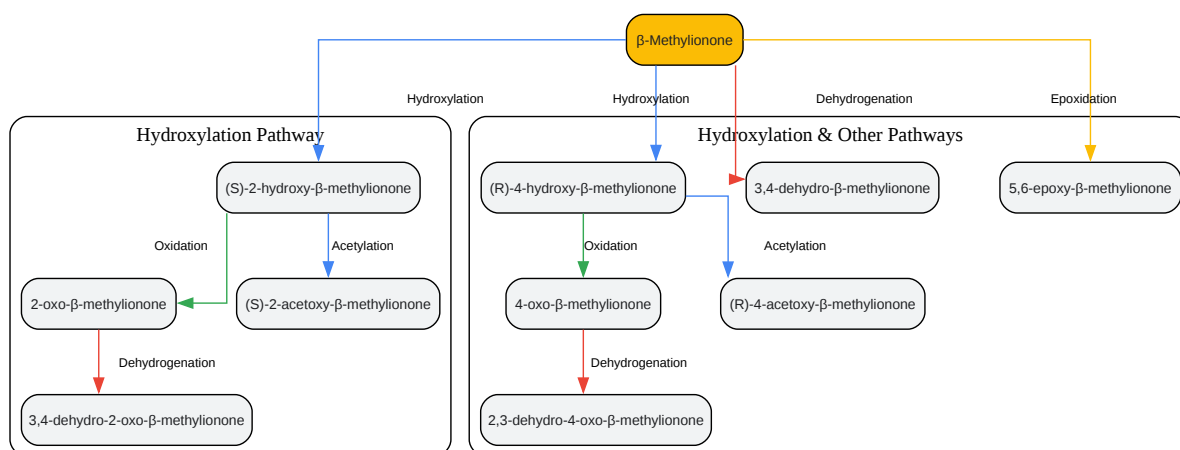 β-Methylionone
Hydroxylation
Hydroxylation
Dehydrogenation
Epoxidation
Hydroxylation Pathway
Hydroxylation & Other Pathways
(S)-2-hydroxy-β-methylionone
(R)-4-hydroxy-β-methylionone
3,4-dehydro-β-methylionone
5,6-epoxy-β-methylionone
Oxidation
Acetylation
Oxidation
Acetylation
2-oxo-β-methylionone
(S)-2-acetoxy-β-methylionone
4-oxo-β-methylionone
(R)-4-acetoxy-β-methylionone
Dehydrogenation
Dehydrogenation
3,4-dehydro-2-oxo-β-methylionone
2,3-dehydro-4-oxo-β-methylionone